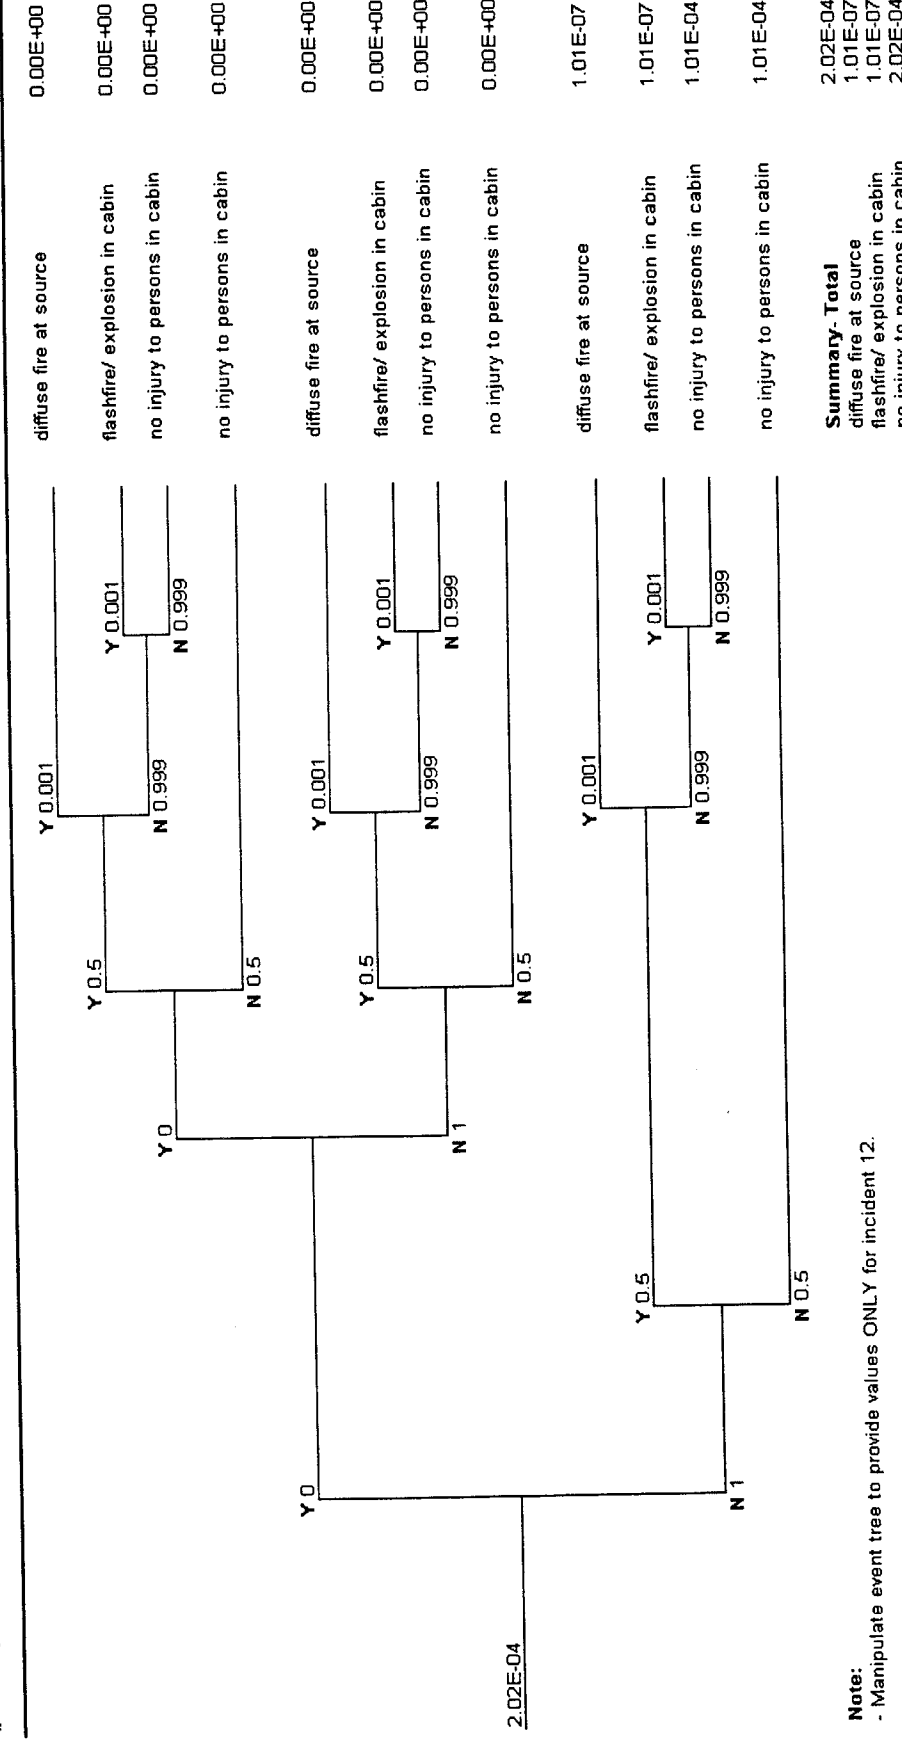 Y 0.001
diffuse fire at source 0.00E+00
Y 0.5
Y 0.001
flashfire/ explosion in cabin 0.00E+00
N 0.999
N 0.999
no injury to persons in cabin 0.00E+00
Y 0
N 0.5
no injury to persons in cabin 0.00E+00
Y 0
Y 0.001
diffuse fire at source 0.00E+00
Y 0.5
Y 0.001
flashfire/ explosion in cabin 0.00E+00
N 0.999
N 0.999
no injury to persons in cabin 0.00E+00
N 1
N 0.5
no injury to persons in cabin 0.00E+00
2.02E-04
Y 0.001
diffuse fire at source 1.01E-07
Y 0.5
Y 0.001
flashfire/ explosion in cabin 1.01E-07
N 0.999
N 0.999
no injury to persons in cabin 1.01E-04
N 1
N 0.5
no injury to persons in cabin 1.01E-04
Summary- Total 2.02E-04
diffuse fire at source 1.01E-07
flashfire/ explosion in cabin 1.01E-07
no injury to persons in cabin 2.02E-04
Note:
- Manipulate event tree to provide values ONLY for incident 12.